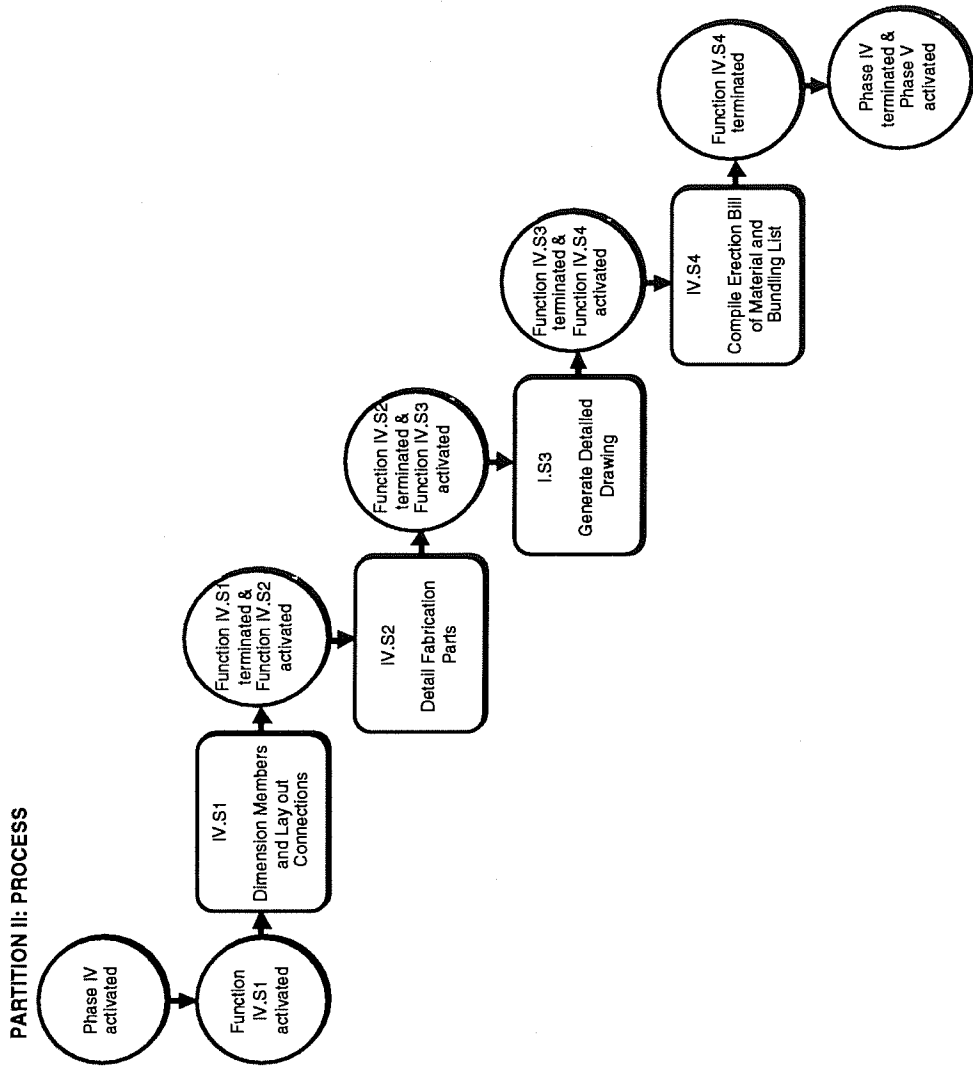 PARTITION II: PROCESS
Phase IV
activated
Function
IV.S1
activated
IV.S1
Dimension Members
and Lay out
Connections
Function IV.S1
terminated &
Function IV.S2
activated
IV.S2
Detail Fabrication
Parts
Function IV.S2
terminated &
Function IV.S3
activated
I.S3
Generate Detailed
Drawing
Function IV.S3
terminated &
Function IV.S4
activated
IV.S4
Compile Erection Bill
of Material and
Bundling List
Function IV.S4
terminated
Phase IV
terminated &
Phase V
activated